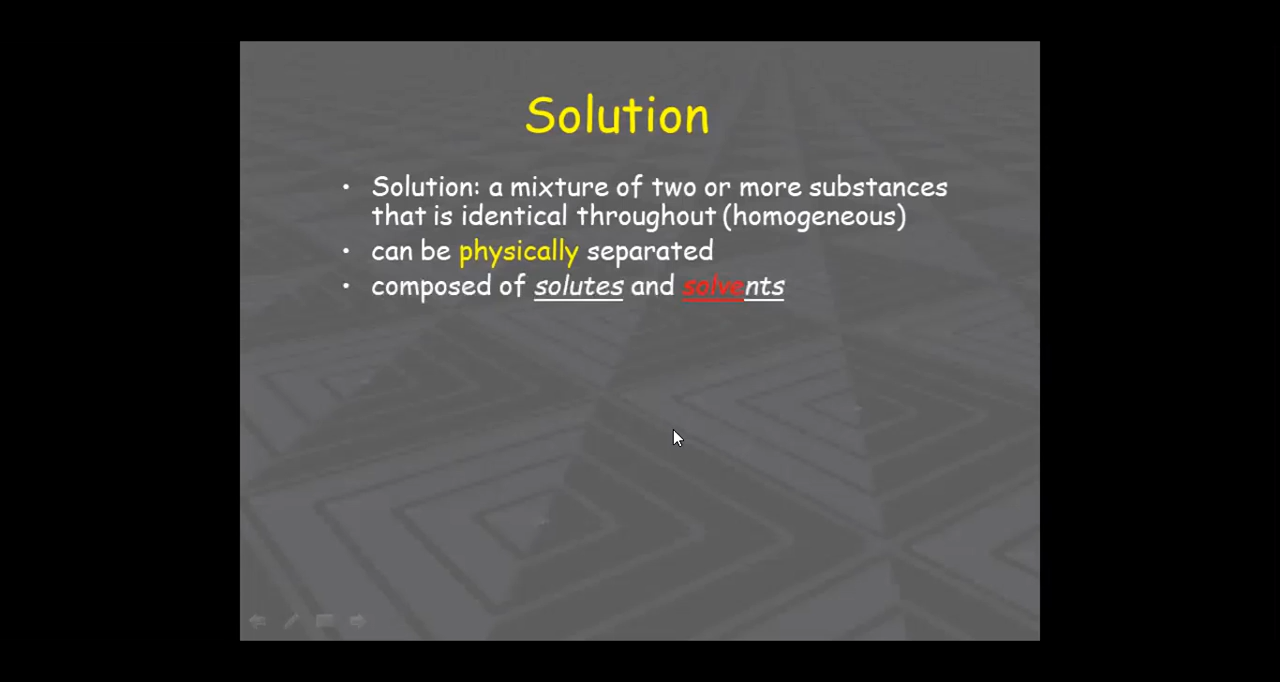 Solution
• Solution: a mixture of two or more substances
that is identical throughout (homogeneous)
• can be physically separated
• composed of solutes and solvents